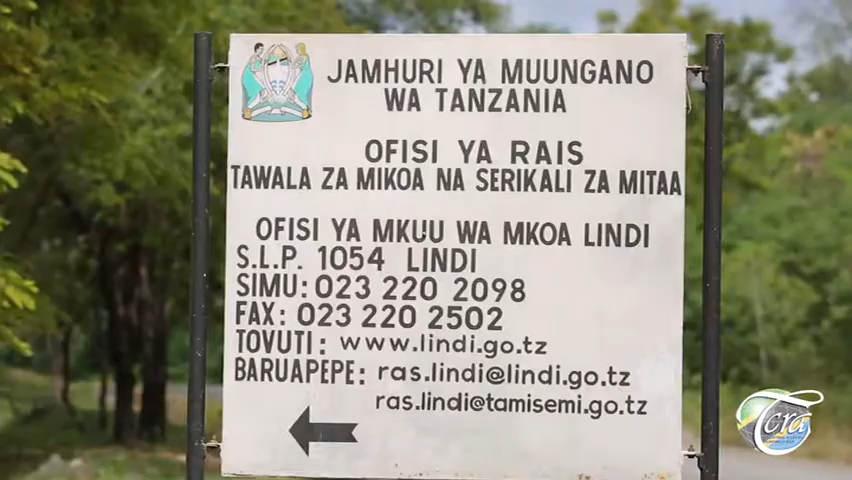 JAMHURI YA MUUNGANO
WA TANZANIA
OFISI YA RAIS
TAWALA ZA MIKOA NA SERIKALI ZA MITAA
OFISI YA MKUU WA MKOA LINDI
S.L.P. 1054 LINDI
SIMU: 023 220 2098
FAX: 023 220 2502
TOVUTI: www.lindi.go.tz
BARUAPEPE: ras.lindi@lindi.go.tz
ras.lindi@tamisemi.go.tz
Tcra